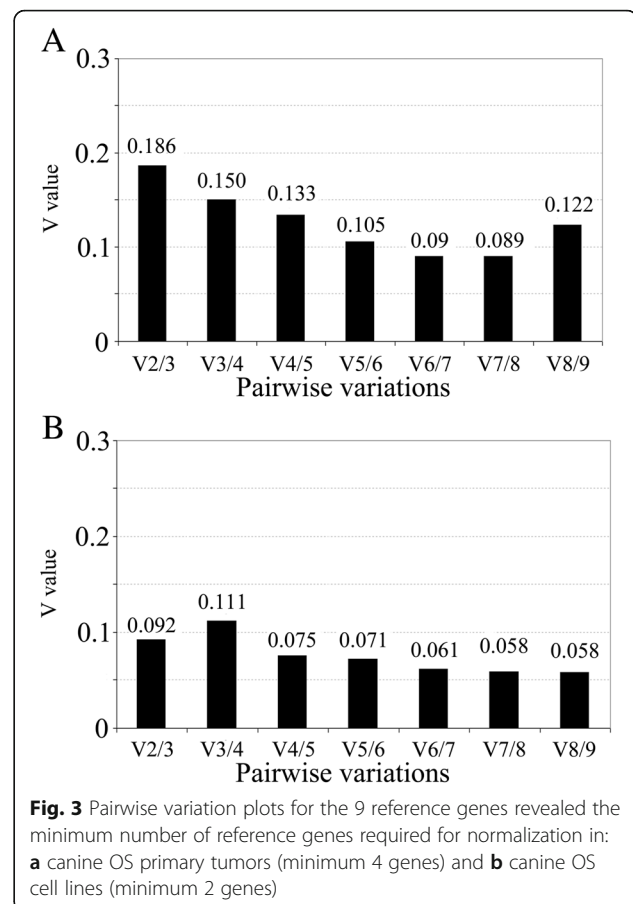 A
0.3
0.2
0.1
0
V value
0.186
0.150
0.133
0.105
0.09
0.089
0.122
V2/3 V3/4 V4/5 V5/6 V6/7 V7/8 V8/9
Pairwise variations
B
0.3
0.2
0.1
0
V value
0.092
0.111
0.075
0.071
0.061
0.058
0.058
V2/3 V3/4 V4/5 V5/6 V6/7 V7/8 V8/9
Pairwise variations
Fig. 3 Pairwise variation plots for the 9 reference genes revealed the
minimum number of reference genes required for normalization in:
a canine OS primary tumors (minimum 4 genes) and b canine OS
cell lines (minimum 2 genes)